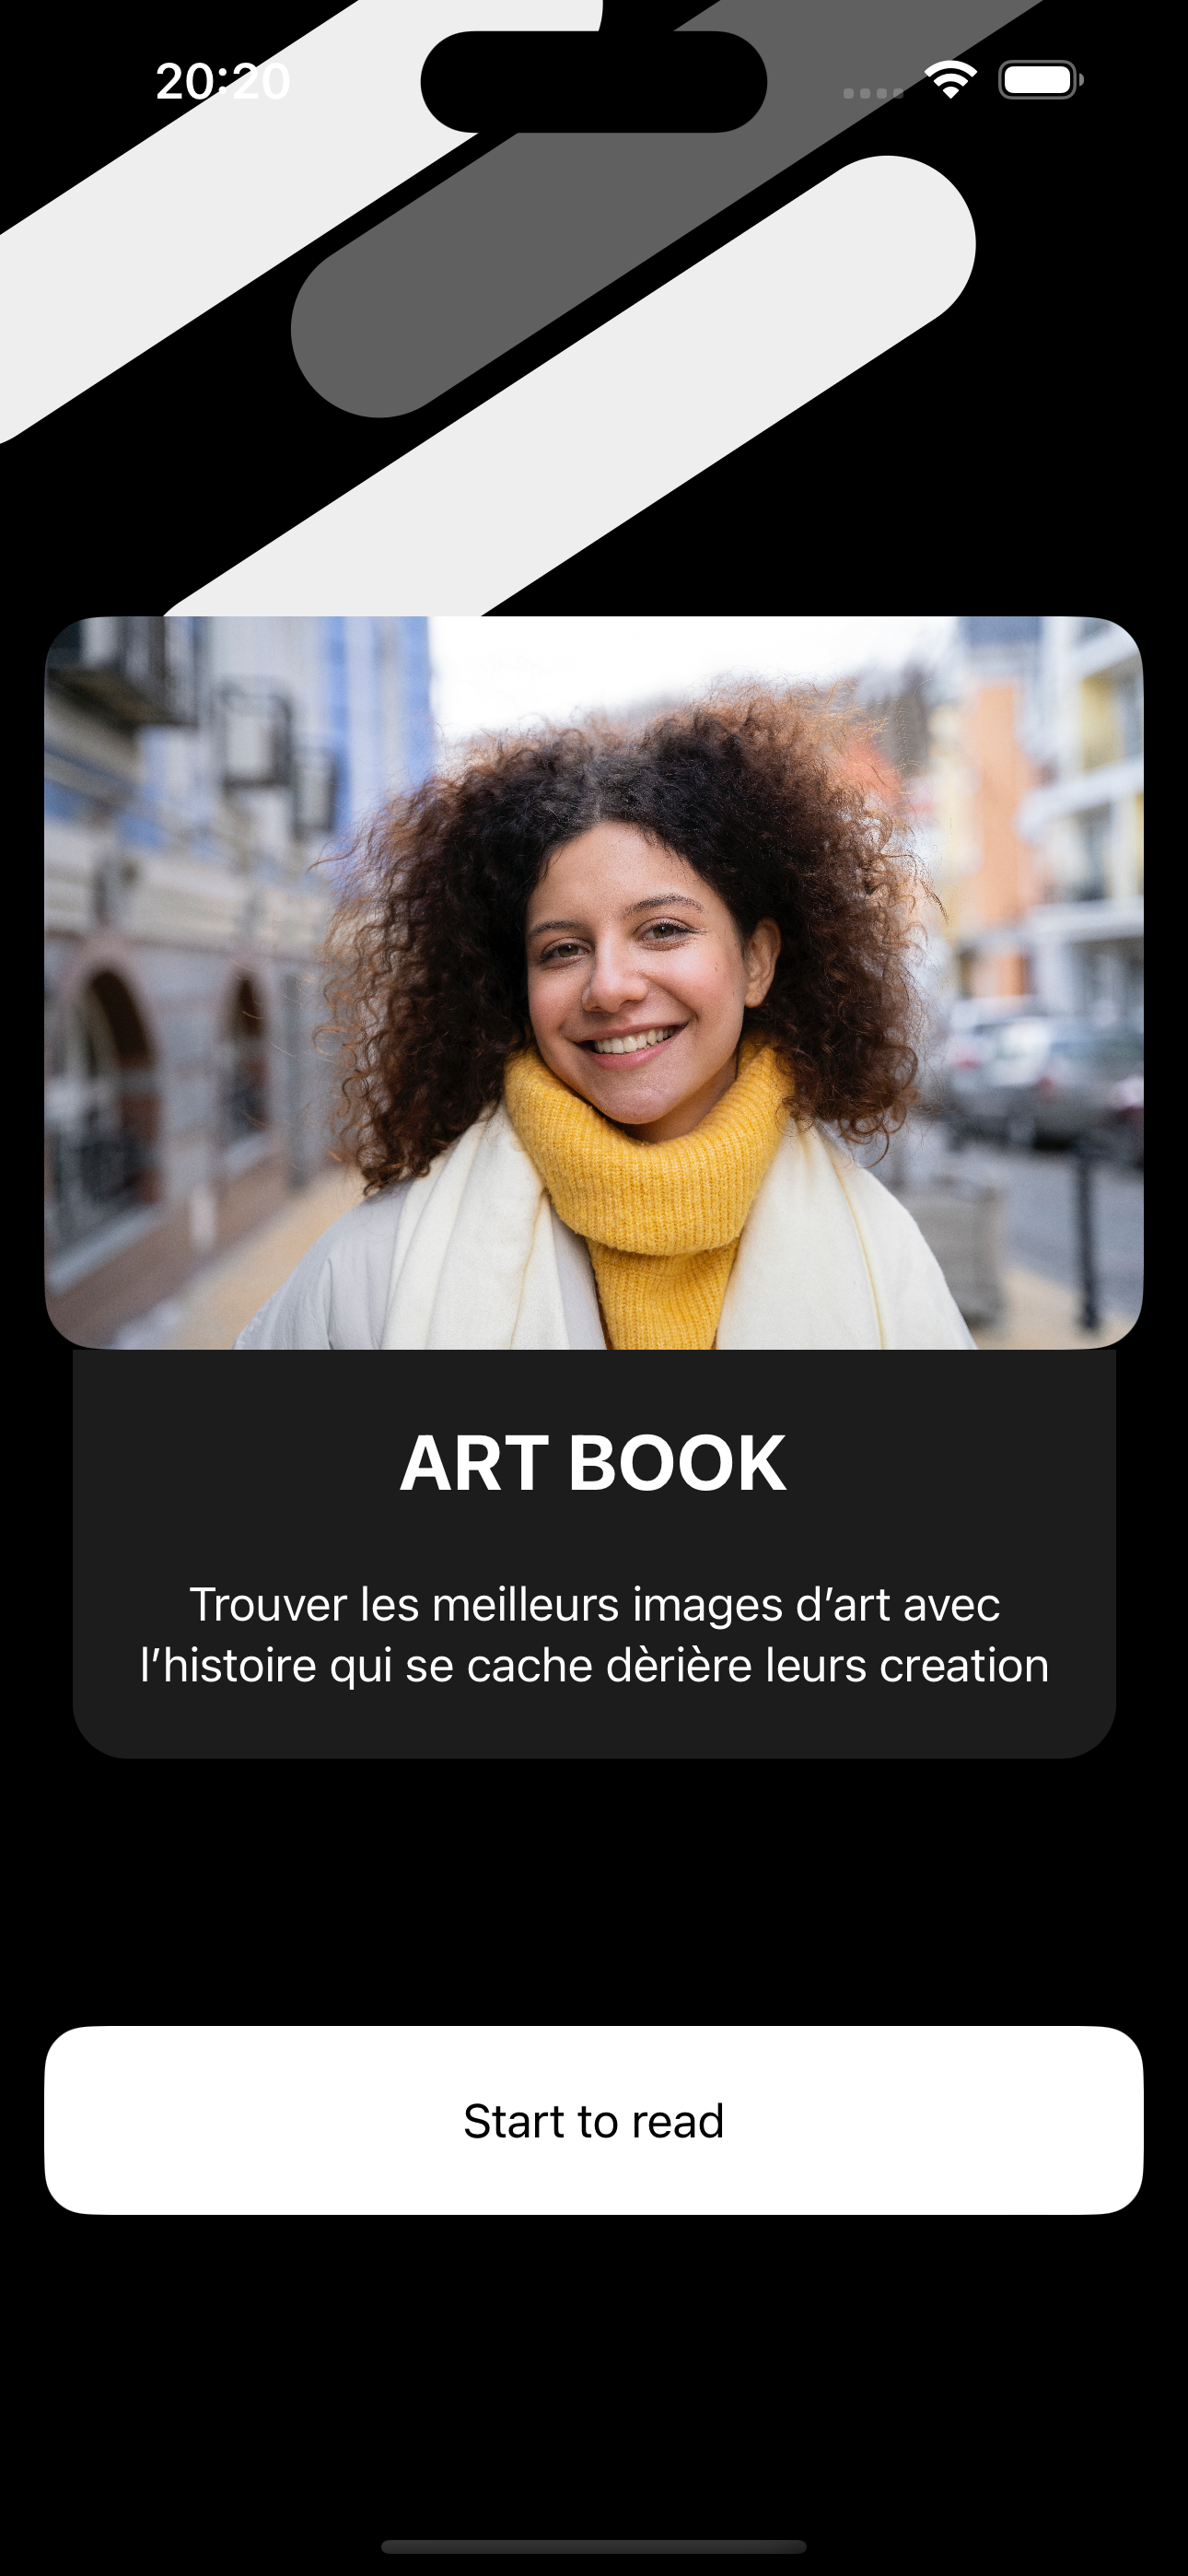 20:20
ART BOOK
Trouver les meilleurs images d’art avec
l’histoire qui se cache dèrière leurs creation
Start to read